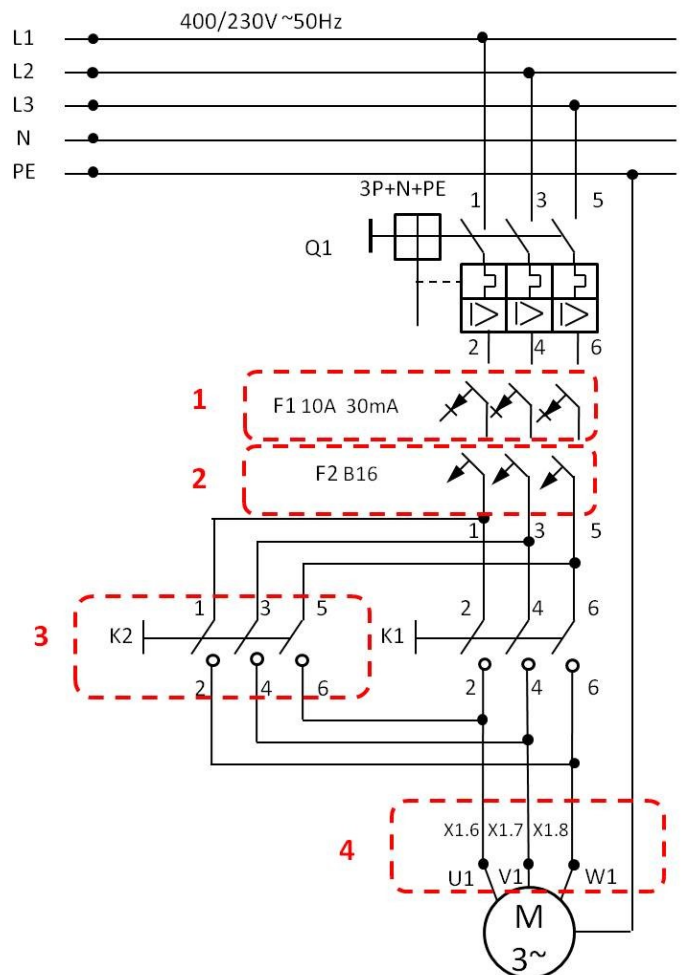 400/230V ~50Hz
L1
L2
L3
N
PE
3P+N+PE
1 3 5
Q1
2 4 6
1
F1 10A 30mA
2
F2 B16
1 3 5
1 3 5
2 4 6
3
K2
K1
2 4 6
2 4 6
X1.6 X1.7 X1.8
4
U1 V1 W1
M
3~